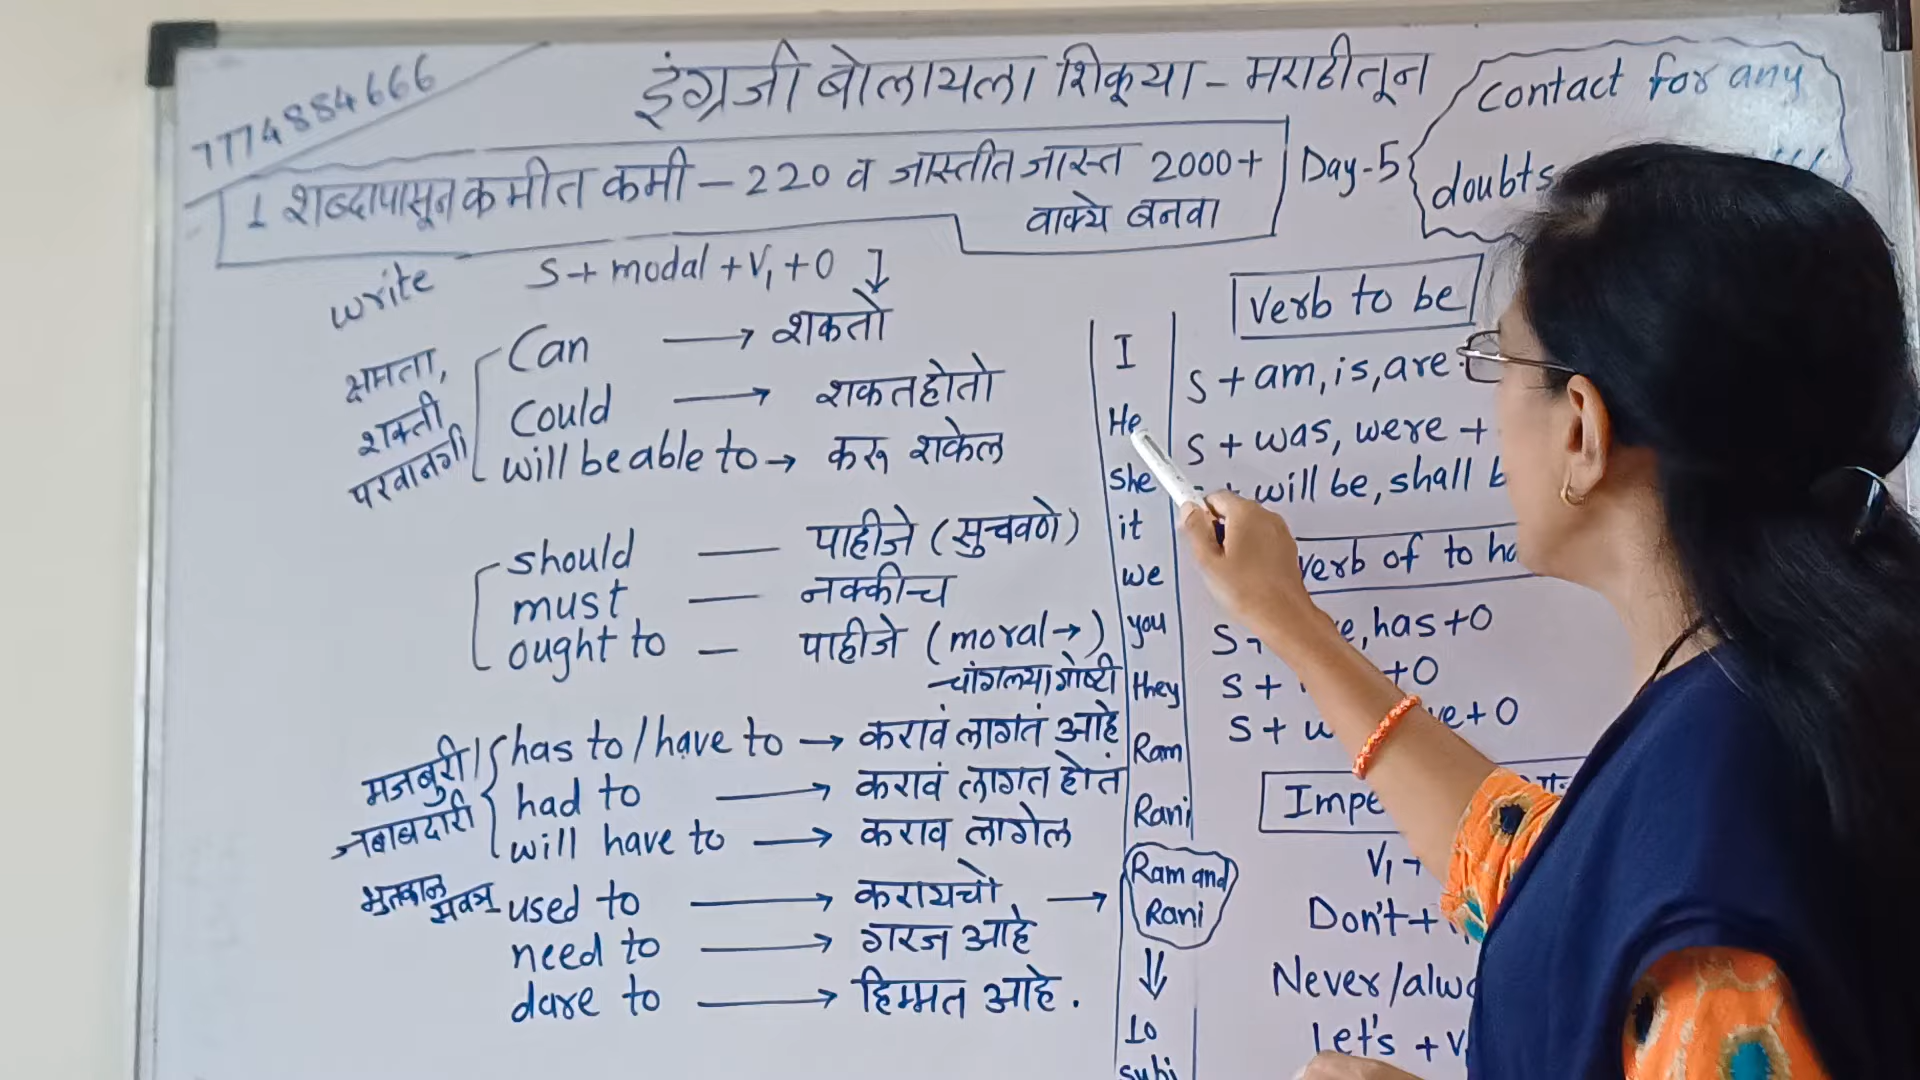 7774884666
इंग्रजी बोलायला शिकूया - मराठीतून
contact for any
doubts
1 शब्दापासून कमीत कमी - 220 व जास्तीत जास्त 2000+
वाक्ये बनवा
Day-5
write S + modal + V1 + O
क्षमता,
शक्ती
परवानगी
Can → शकतो
Could → शकत होतो
will be able to → करू शकेल
should — पाहीजे (सुचवणे)
must — नक्कीच
ought to — पाहीजे (moral →)
चांगल्या गोष्टी
मजबुरी/
जबाबदारी
has to / have to → करावं लागतं आहे
had to → करावं लागत होतं
will have to → कराव लागेल
भुतकाळ
used to → करायचो →
need to → गरज आहे
dare to → हिम्मत आहे.
I
He
she
it
we
you
they
Ram
Rani
Ram and
Rani
⇓
10
subj
Verb to be
S + am, is, are
S + was, were +
will be, shall b
verb of to ha
S + has + O
S + + O
S + w ve + O
Impe
V1 +
Don't +
Never/alwa
Let's + V